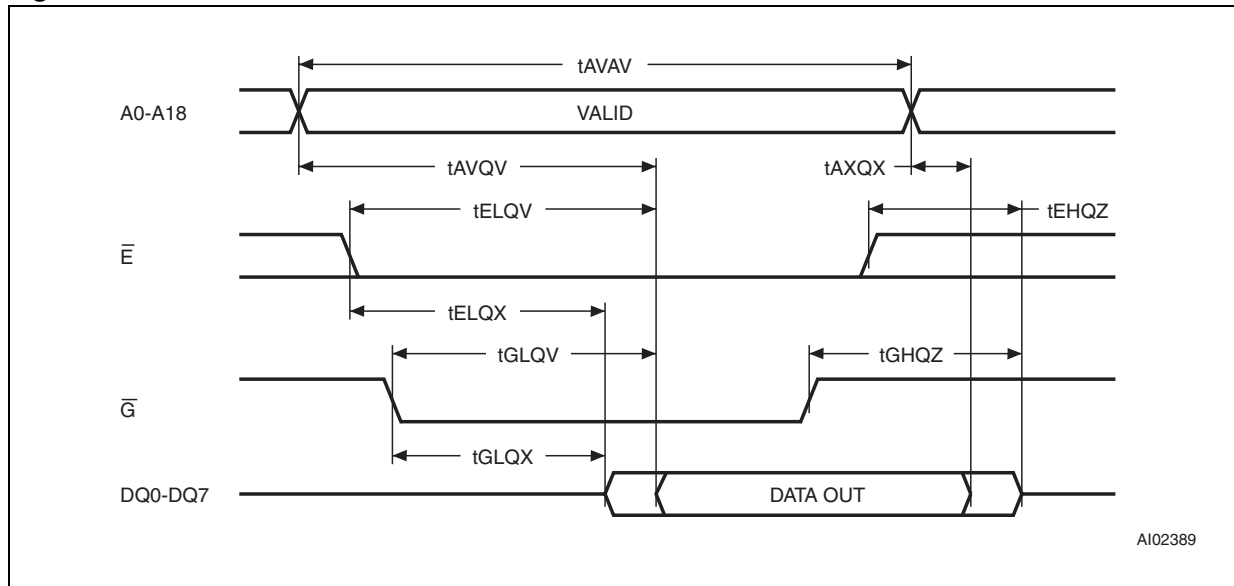 tAVAV
A0-A18
VALID
tAVQV
tAXQX
tELQV
tEHQZ
E̅
tELQX
tGLQV
tGHQZ
G̅
tGLQX
DQ0-DQ7
DATA OUT
AI02389